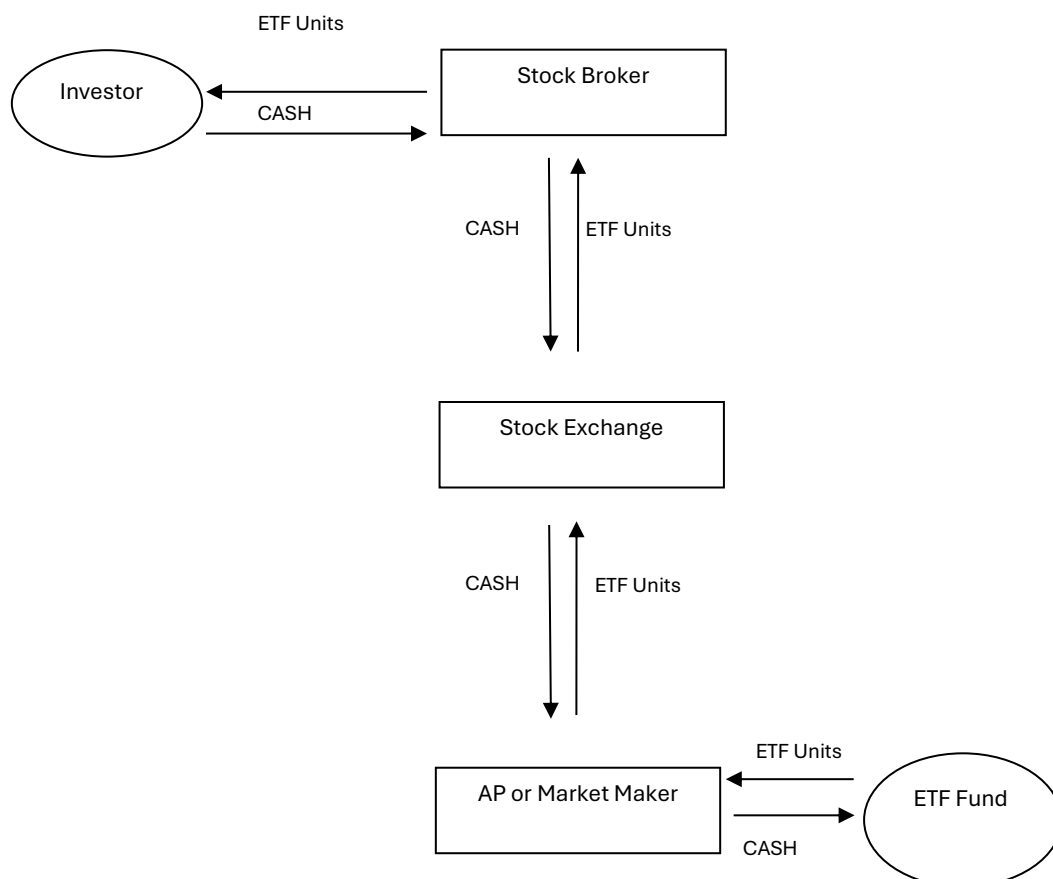 ETF Units
Stock Broker
Investor
CASH
CASH
ETF Units
Stock Exchange
CASH
ETF Units
ETF Units
AP or Market Maker
ETF Fund
CASH